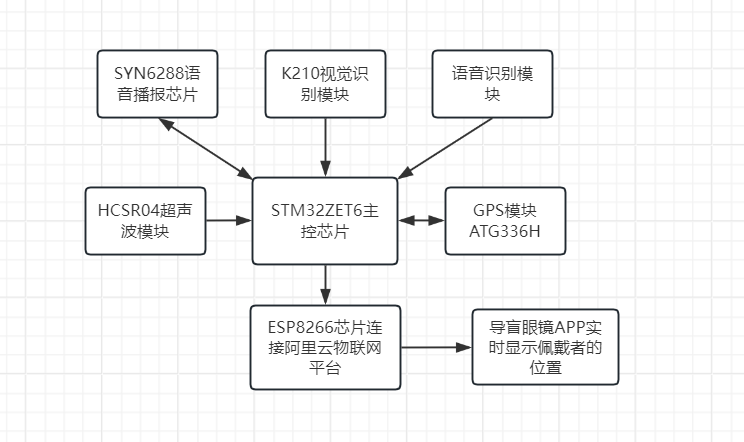 SYN6288语
音播报芯片
K210视觉识
别模块
语音识别模
块
HCSR04超声
波模块
STM32ZET6主
控芯片
GPS模块
ATG336H
ESP8266芯片连
接阿里云物联网
平台
导盲眼镜APP实
时显示佩戴者的
位置